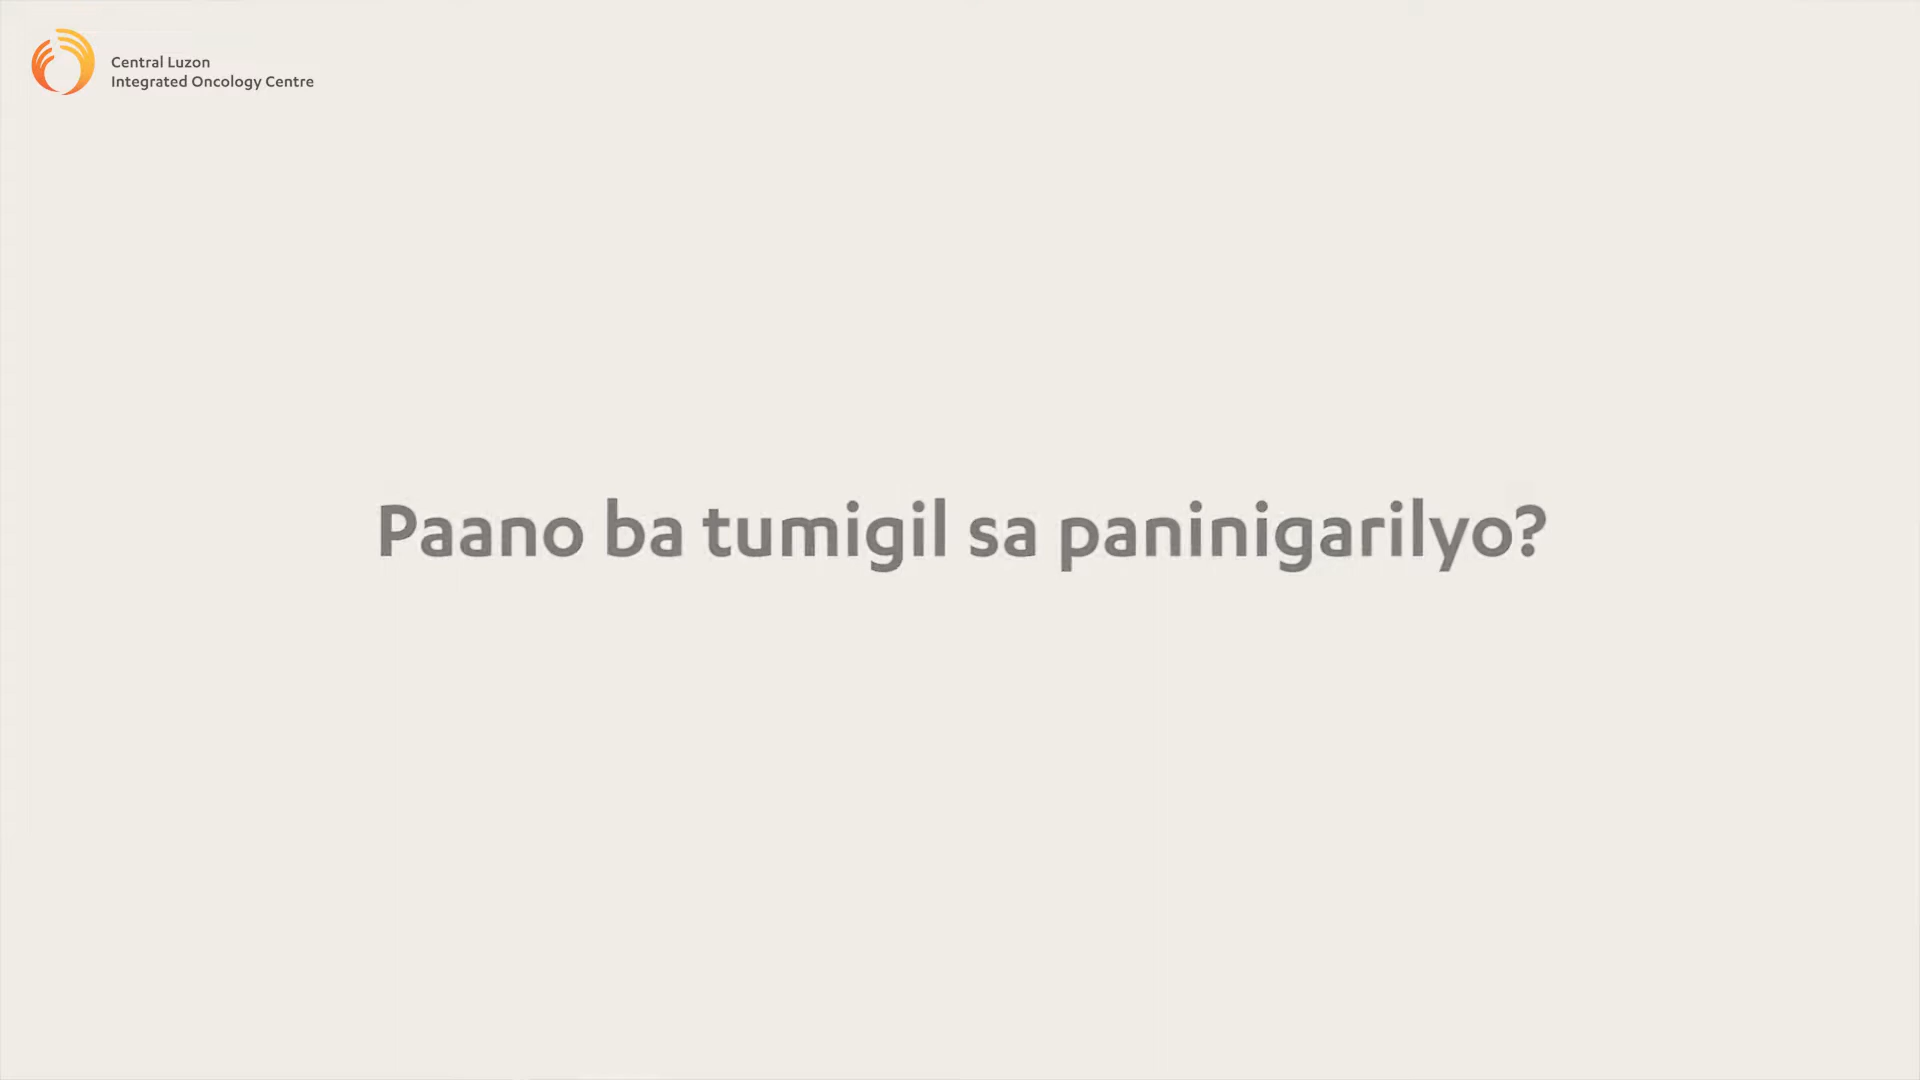 Central Luzon
Integrated Oncology Centre
Paano ba tumigil sa paninigarilyo?